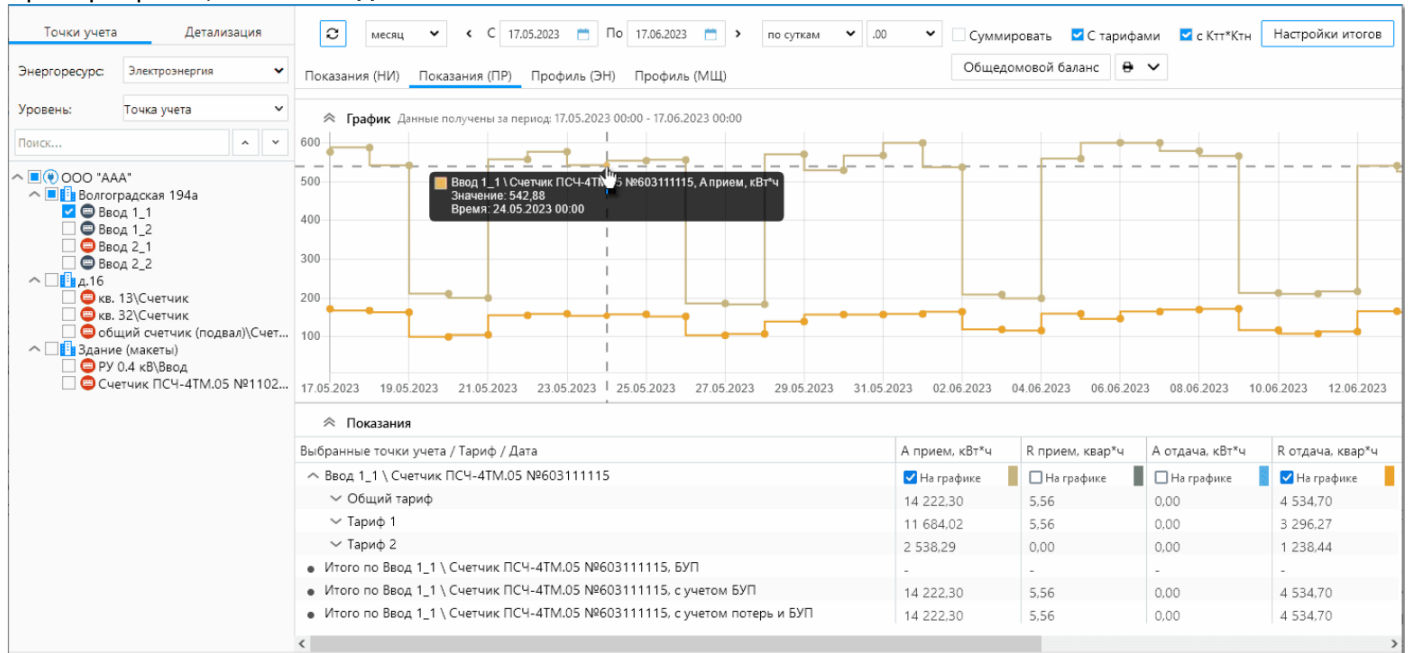 Точки учета Детализация
месяц С 17.05.2023 По 17.06.2023 по суткам .00 Суммировать С тарифами с Ктт*Ктн Настройки итогов
Энергоресурс: Электроэнергия
Показания (НИ) Показания (ПР) Профиль (ЭН) Профиль (МЩ) Общедомовой баланс
Уровень: Точка учета
Поиск...
График Данные получены за период: 17.05.2023 00:00 - 17.06.2023 00:00
ООО "ААА"
Волгоградская 194а
Ввод 1_1
Ввод 1_2
Ввод 2_1
Ввод 2_2
д.16
кв. 13\Счетчик
кв. 32\Счетчик
общий счетчик (подвал)\Счет...
Здание (макеты)
РУ 0.4 кВ\Ввод
Счетчик ПСЧ-4ТМ.05 №1102...
600
500
400
300
200
100
Ввод 1_1 \ Счетчик ПСЧ-4ТМ.05 №603111115, А прием, кВт*ч
Значение: 542,88
Время: 24.05.2023 00:00
17.05.2023 19.05.2023 21.05.2023 23.05.2023 25.05.2023 27.05.2023 29.05.2023 31.05.2023 02.06.2023 04.06.2023 06.06.2023 08.06.2023 10.06.2023 12.06.2023
Показания
Выбранные точки учета / Тариф / Дата А прием, кВт*ч R прием, квар*ч А отдача, кВт*ч R отдача, квар*ч
Ввод 1_1 \ Счетчик ПСЧ-4ТМ.05 №603111115 На графике На графике На графике На графике
Общий тариф 14 222,30 5,56 0,00 4 534,70
Тариф 1 11 684,02 5,56 0,00 3 296,27
Тариф 2 2 538,29 0,00 0,00 1 238,44
Итого по Ввод 1_1 \ Счетчик ПСЧ-4ТМ.05 №603111115, БУП - - - -
Итого по Ввод 1_1 \ Счетчик ПСЧ-4ТМ.05 №603111115, с учетом БУП 14 222,30 5,56 0,00 4 534,70
Итого по Ввод 1_1 \ Счетчик ПСЧ-4ТМ.05 №603111115, с учетом потерь и БУП 14 222,30 5,56 0,00 4 534,70